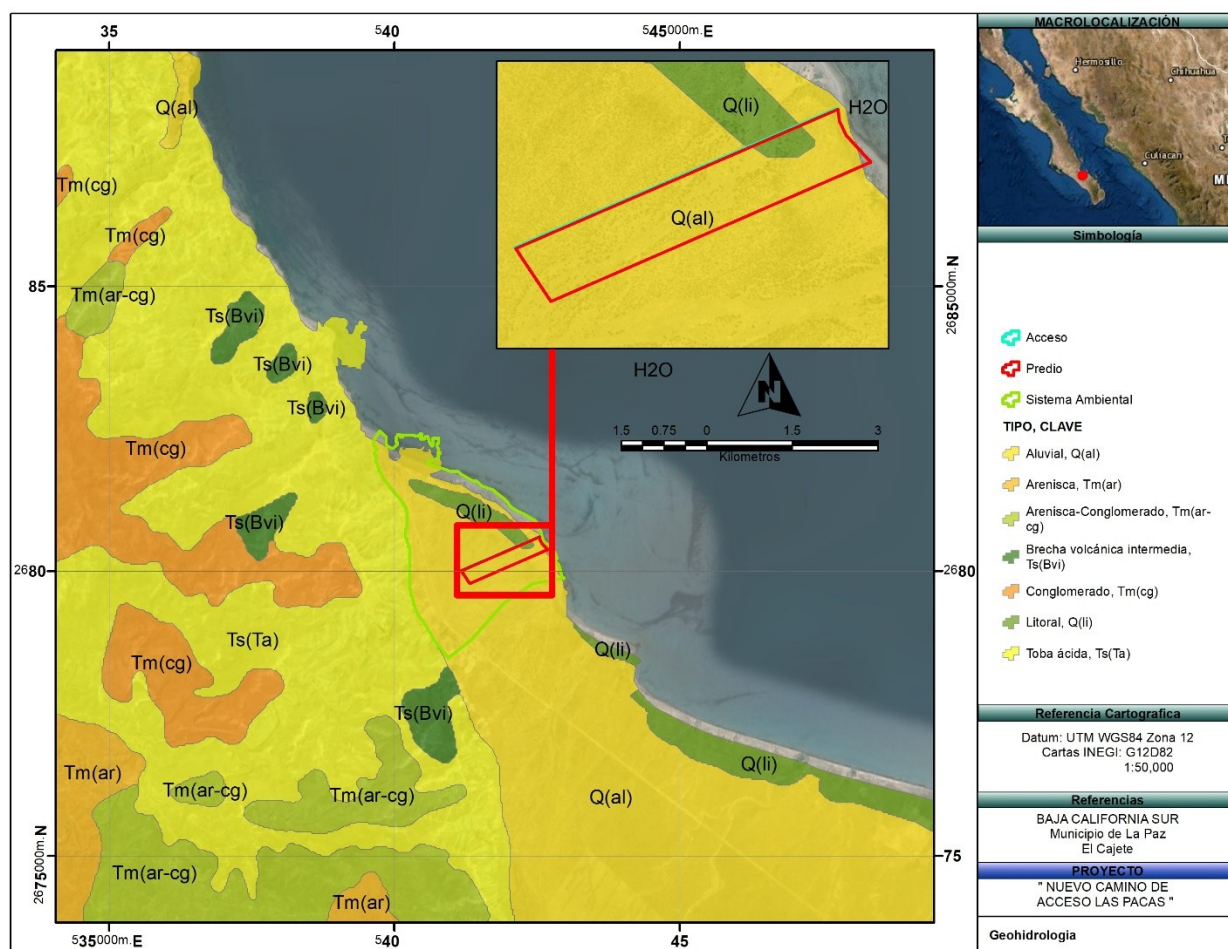 35
540
545000m.E
Q(al)
Tm(cg)
Tm(cg)
Tm(ar-cg)
Ts(Bvi)
Ts(Bvi)
Ts(Bvi)
Tm(cg)
Ts(Bvi)
Q(li)
Ts(Ta)
Tm(cg)
Ts(Bvi)
Q(li)
Tm(ar)
Tm(ar-cg)
Tm(ar-cg)
Q(al)
Q(li)
Tm(ar-cg)
Tm(ar)
85
2680
2675000m.N
2685000m.N
2680
75
535000m.E
540
45
Q(li)
H2O
Q(al)
H2O
N
1.5 0.75 0 1.5 3
Kilometros
MACROLOCALIZACIÓN
Hermosillo
Chihuahua
Culiacán
Simbología
Acceso
Predio
Sistema Ambiental
TIPO, CLAVE
Aluvial, Q(al)
Arenisca, Tm(ar)
Arenisca-Conglomerado, Tm(ar-
cg)
Brecha volcánica intermedia,
Ts(Bvi)
Conglomerado, Tm(cg)
Litoral, Q(li)
Toba ácida, Ts(Ta)
Referencia Cartografica
Datum: UTM WGS84 Zona 12
Cartas INEGI: G12D82
1:50,000
Referencias
BAJA CALIFORNIA SUR
Municipio de La Paz
El Cajete
PROYECTO
" NUEVO CAMINO DE
ACCESO LAS PACAS "
Geohidrologia